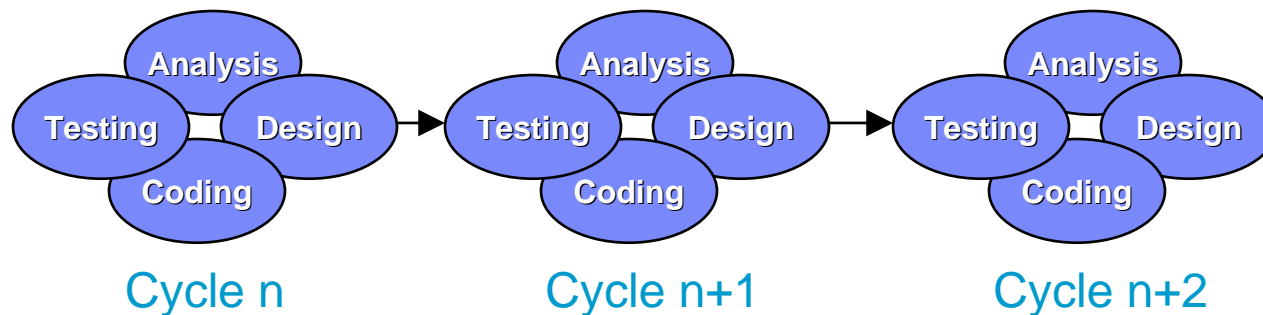 Analysis
Testing
Design
Coding
Cycle n
Analysis
Testing
Design
Coding
Cycle n+1
Analysis
Testing
Design
Coding
Cycle n+2